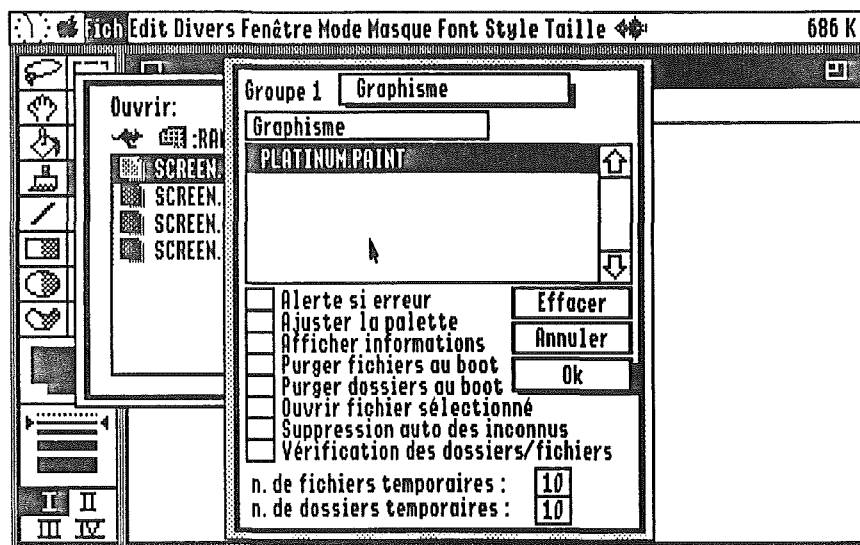 Fich Edit Divers Fenêtre Mode Masque Font Style Taille 686 K
Ouvrir:
:RA
SCREEN.
SCREEN.
SCREEN.
SCREEN.
Groupe 1 Graphisme
Graphisme
PLATINUM.PAINT
Alerte si erreur
Ajuster la palette
Afficher informations
Purger fichiers au boot
Purger dossiers au boot
Ouvrir fichier sélectionné
Suppression auto des inconnus
Vérification des dossiers/fichiers
Effacer
Annuler
Ok
n. de fichiers temporaires : 10
n. de dossiers temporaires : 10
I II
III IV